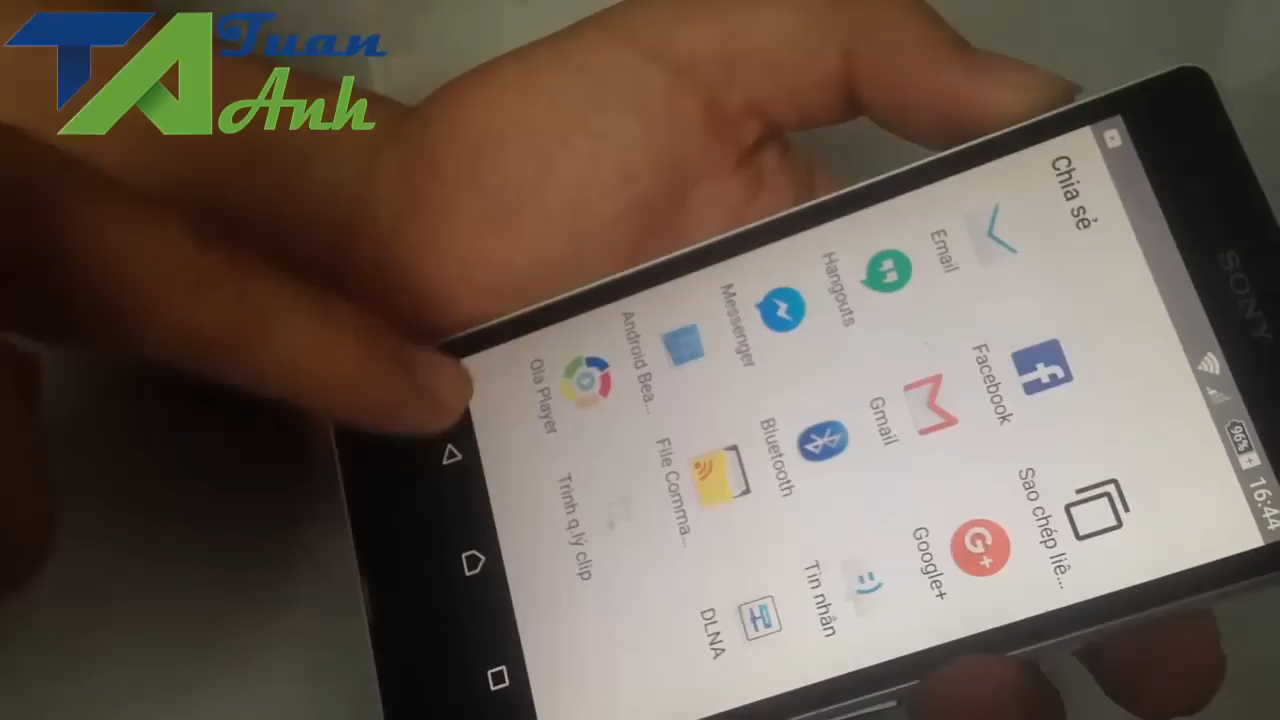 Tuan
Anh
SONY
96%
16:44
Chia sẻ
Email
Facebook
Sao chép liê...
Hangouts
Gmail
Google+
Messenger
Bluetooth
Tin nhắn
Android Bea...
File Comma...
DLNA
Ola Player
Trình q.lý clip